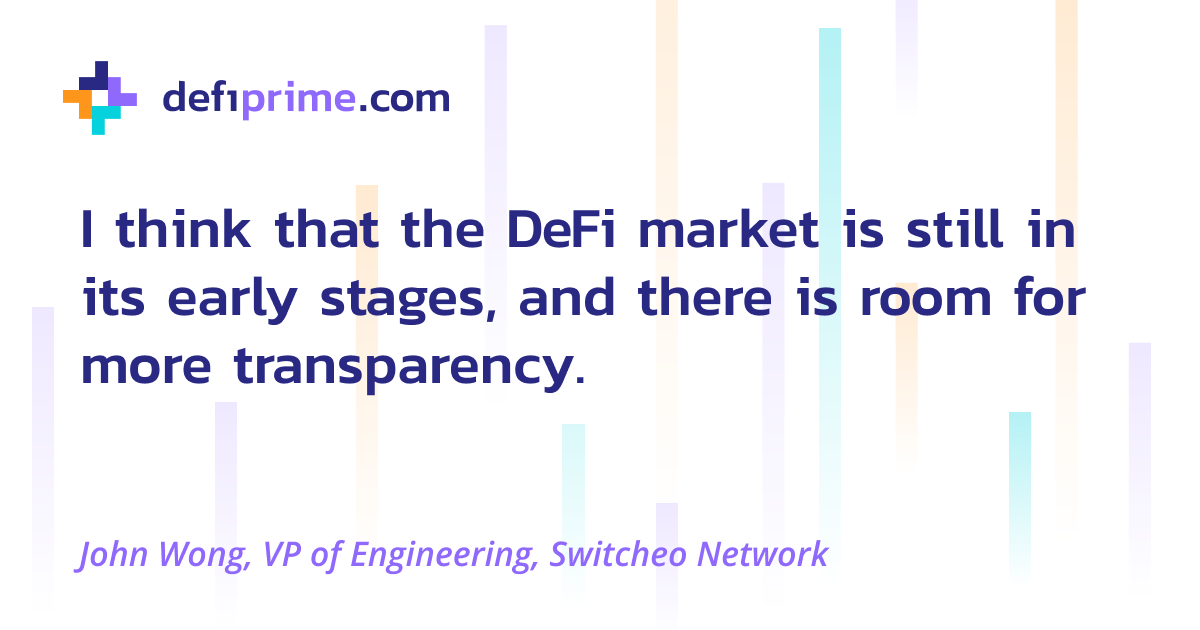 defiprime.com
I think that the DeFi market is still in
its early stages, and there is room for
more transparency.
John Wong, VP of Engineering, Switcheo Network